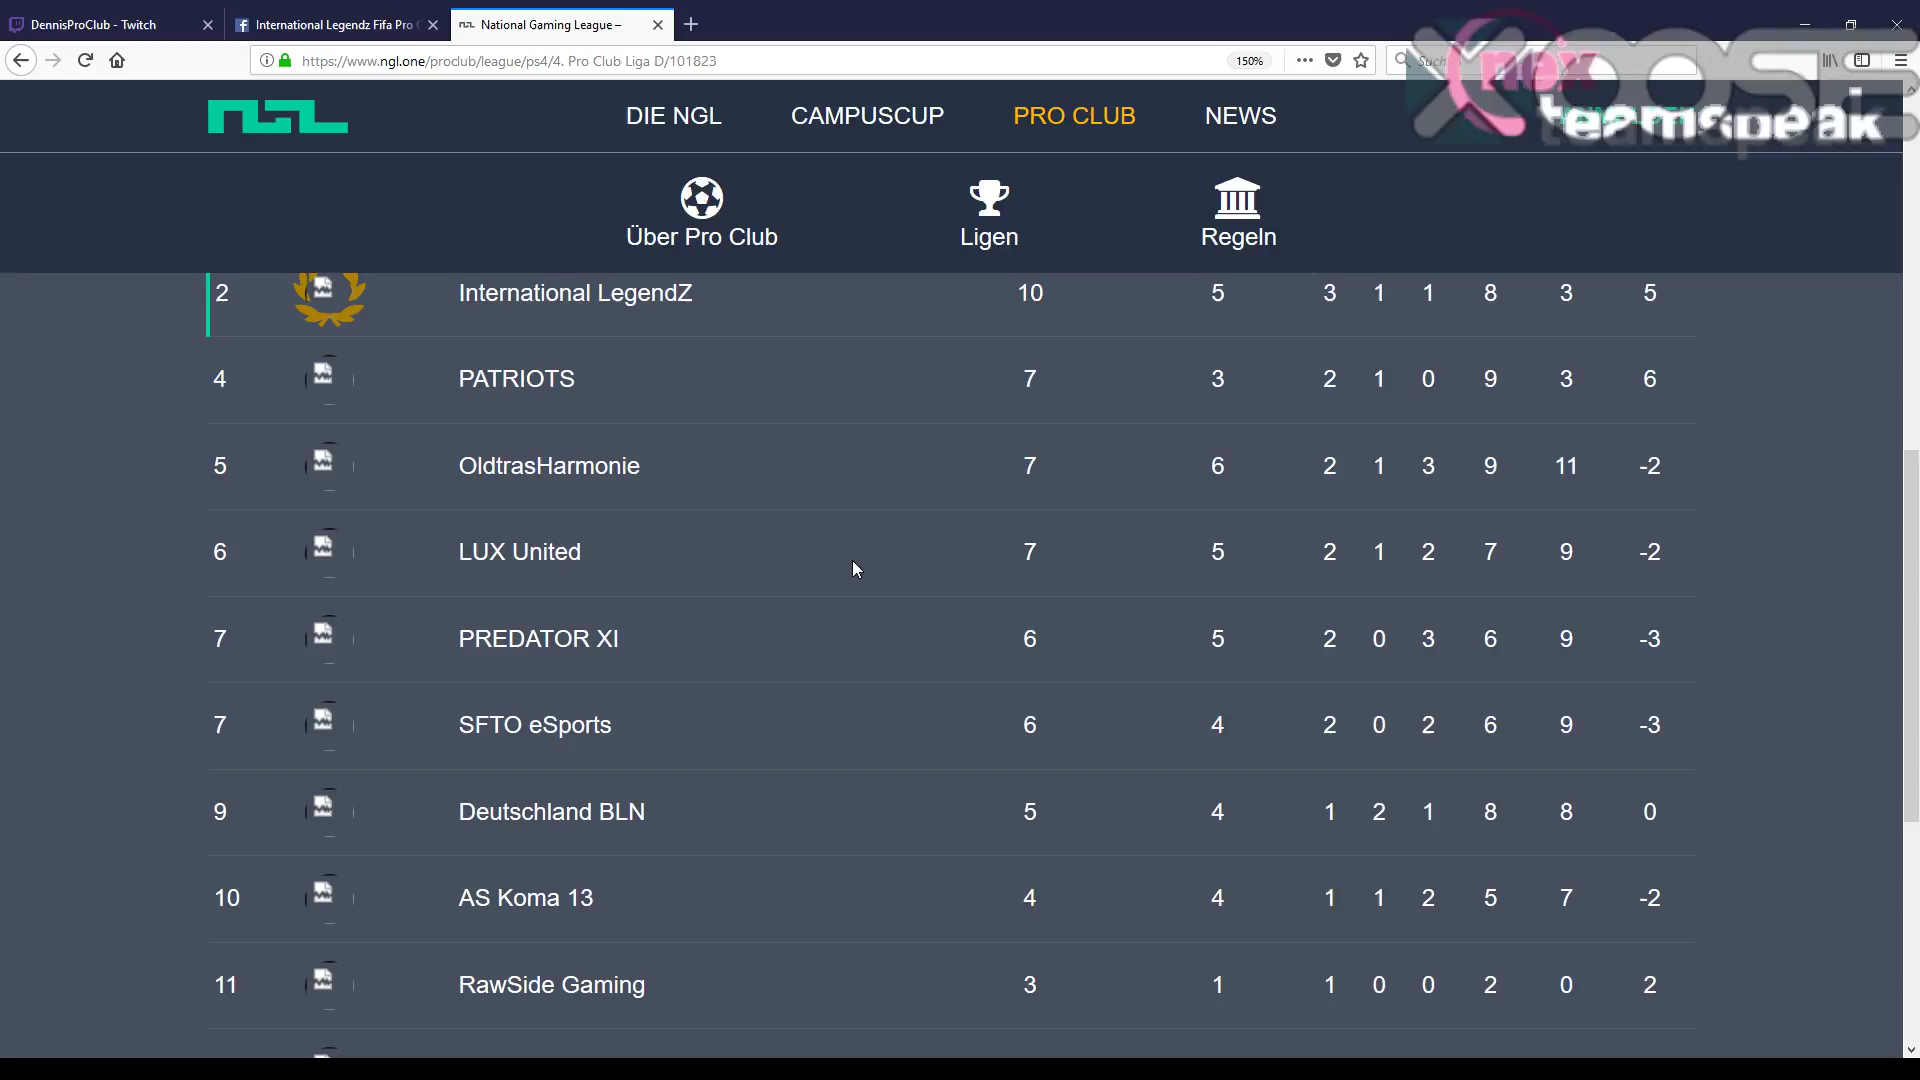 DennisProClub - Twitch
International Legendz Fifa Pro
National Gaming League –
https://www.ngl.one/proclub/league/ps4/4. Pro Club Liga D/101823
150%
Such
NGL
DIE NGL CAMPUSCUP PRO CLUB NEWS
teamspeak
Über Pro Club Ligen Regeln
2 International LegendZ 10 5 3 1 1 8 3 5
4 PATRIOTS 7 3 2 1 0 9 3 6
5 OldtrasHarmonie 7 6 2 1 3 9 11 -2
6 LUX United 7 5 2 1 2 7 9 -2
7 PREDATOR XI 6 5 2 0 3 6 9 -3
7 SFTO eSports 6 4 2 0 2 6 9 -3
9 Deutschland BLN 5 4 1 2 1 8 8 0
10 AS Koma 13 4 4 1 1 2 5 7 -2
11 RawSide Gaming 3 1 1 0 0 2 0 2